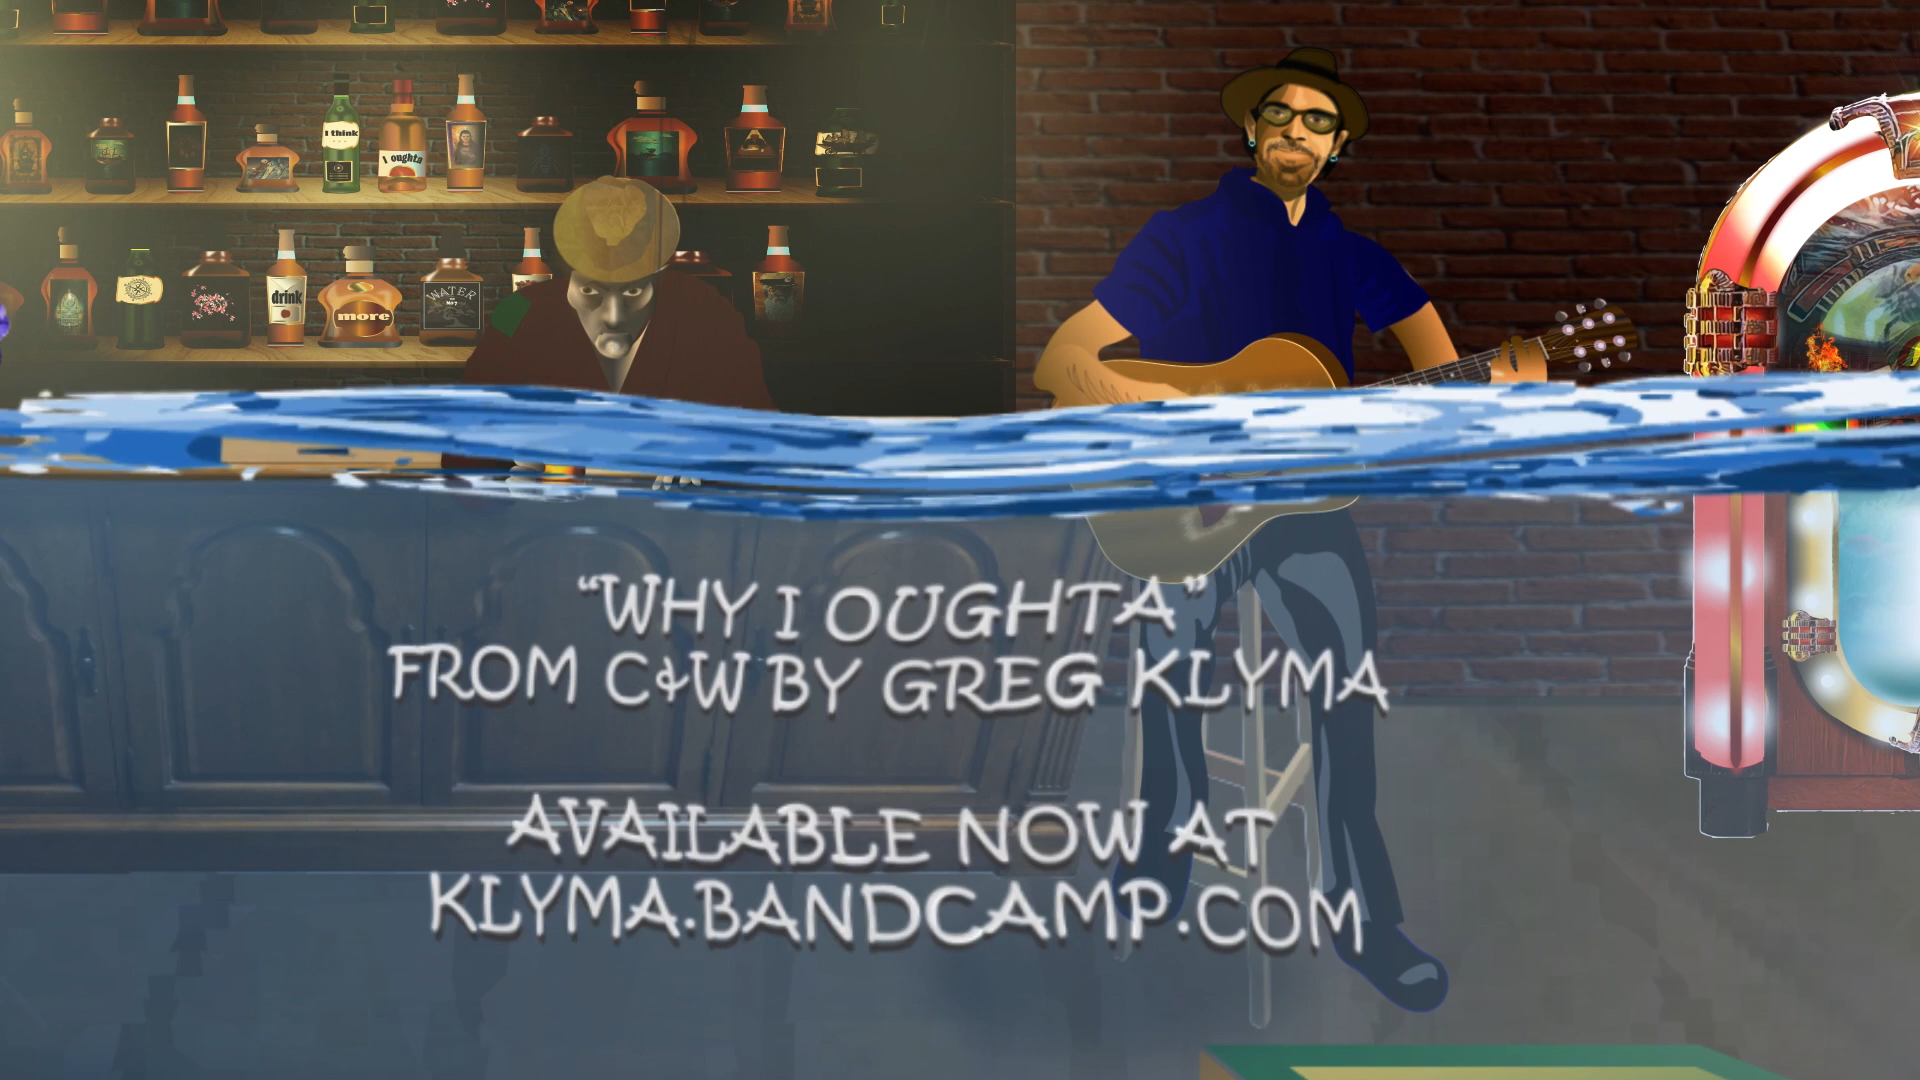 I think
I oughta
drink
more
WATER
"WHY I OUGHTA"
FROM C&W BY GREG KLYMA
AVAILABLE NOW AT
KLYMA.BANDCAMP.COM